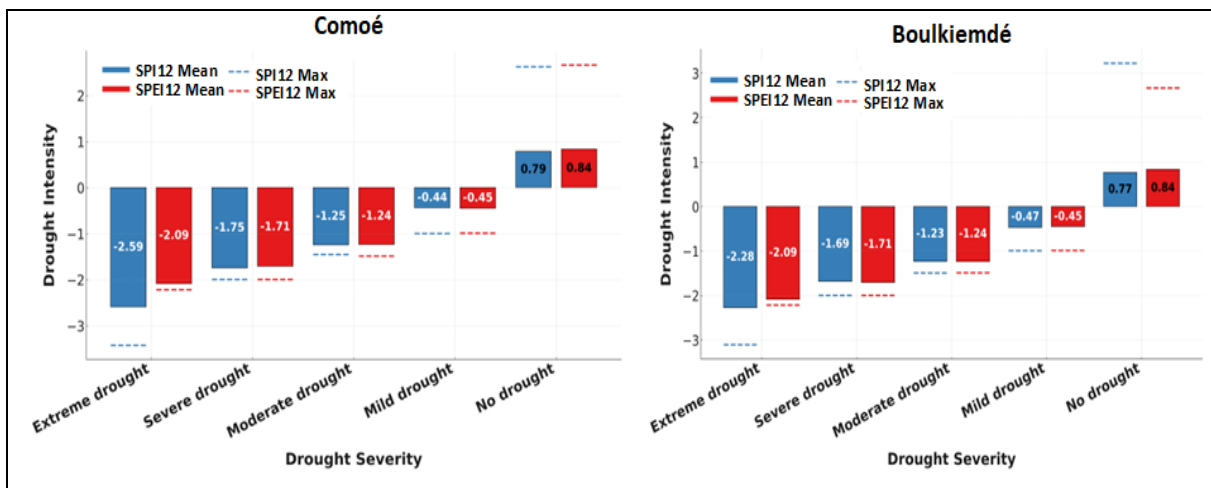 Comoé
SPI12 Mean
SPI12 Max
SPEI12 Mean
SPEI12 Max
Drought Intensity
2
1
0
−1
−2
−3
-2.59
-2.09
-1.75
-1.71
-1.25
-1.24
-0.44
-0.45
0.79
0.84
Extreme drought
Severe drought
Moderate drought
Mild drought
No drought
Drought Severity
Boulkiemdé
SPI12 Mean
SPI12 Max
SPEI12 Mean
SPEI12 Max
Drought Intensity
3
2
1
0
−1
−2
−3
-2.28
-2.09
-1.69
-1.71
-1.23
-1.24
-0.47
-0.45
0.77
0.84
Extreme drought
Severe drought
Moderate drought
Mild drought
No drought
Drought Severity